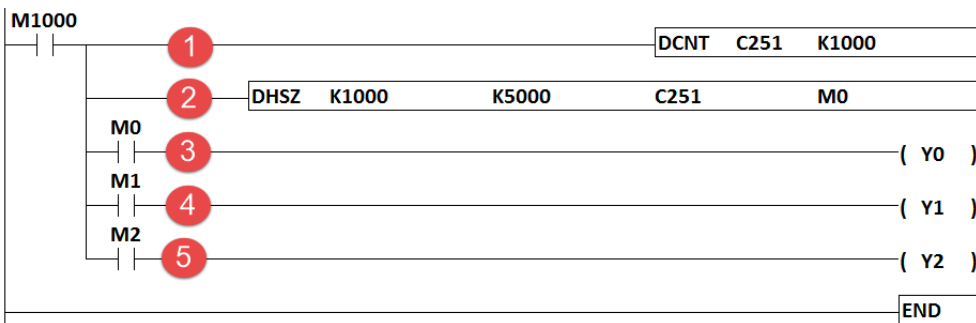 M1000
1 DCNT C251 K1000
2 DHSZ K1000 K5000 C251 M0
M0
3 ( Y0 )
M1
4 ( Y1 )
M2
5 ( Y2 )
END